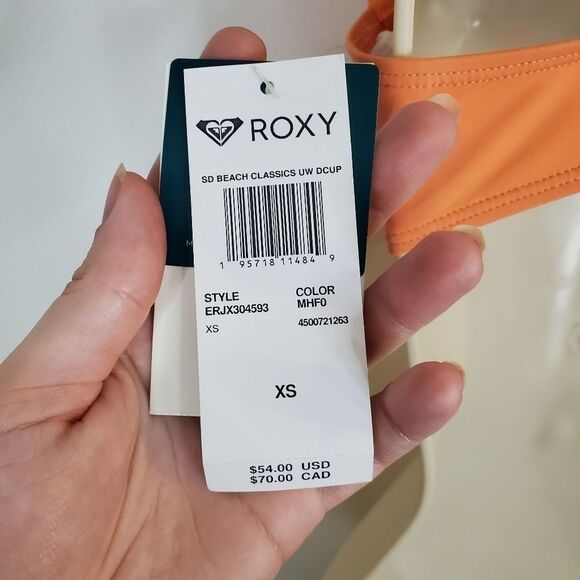 ROXY
SD BEACH CLASSICS UW DCUP
1 95718 11484 9
STYLE COLOR
ERJX304593 MHF0
XS 4500721263
XS
$54.00 USD
$70.00 CAD